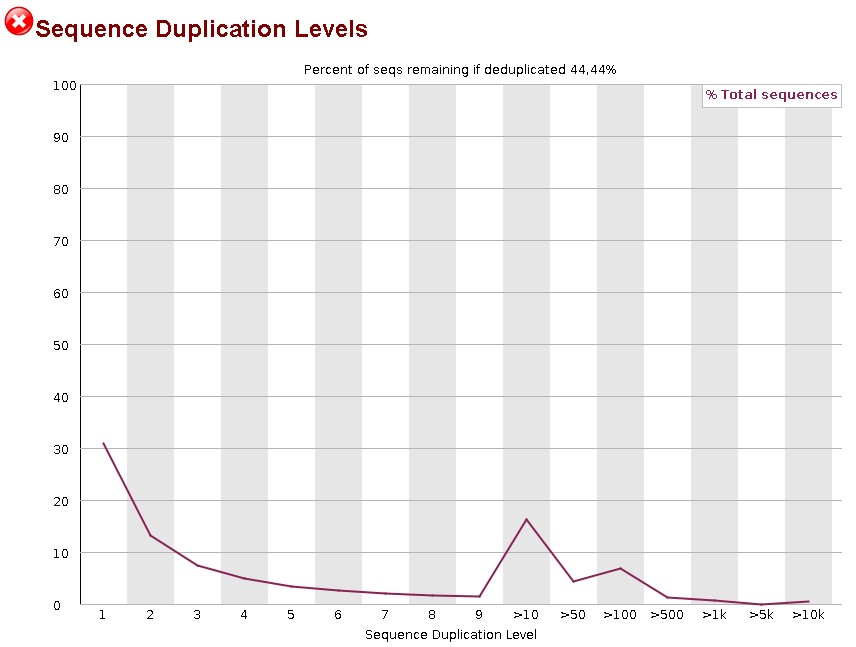 Sequence Duplication Levels
Percent of seqs remaining if deduplicated 44,44%
% Total sequences
100
90
80
70
60
50
40
30
20
10
0
1 2 3 4 5 6 7 8 9 >10 >50 >100 >500 >1k >5k >10k
Sequence Duplication Level